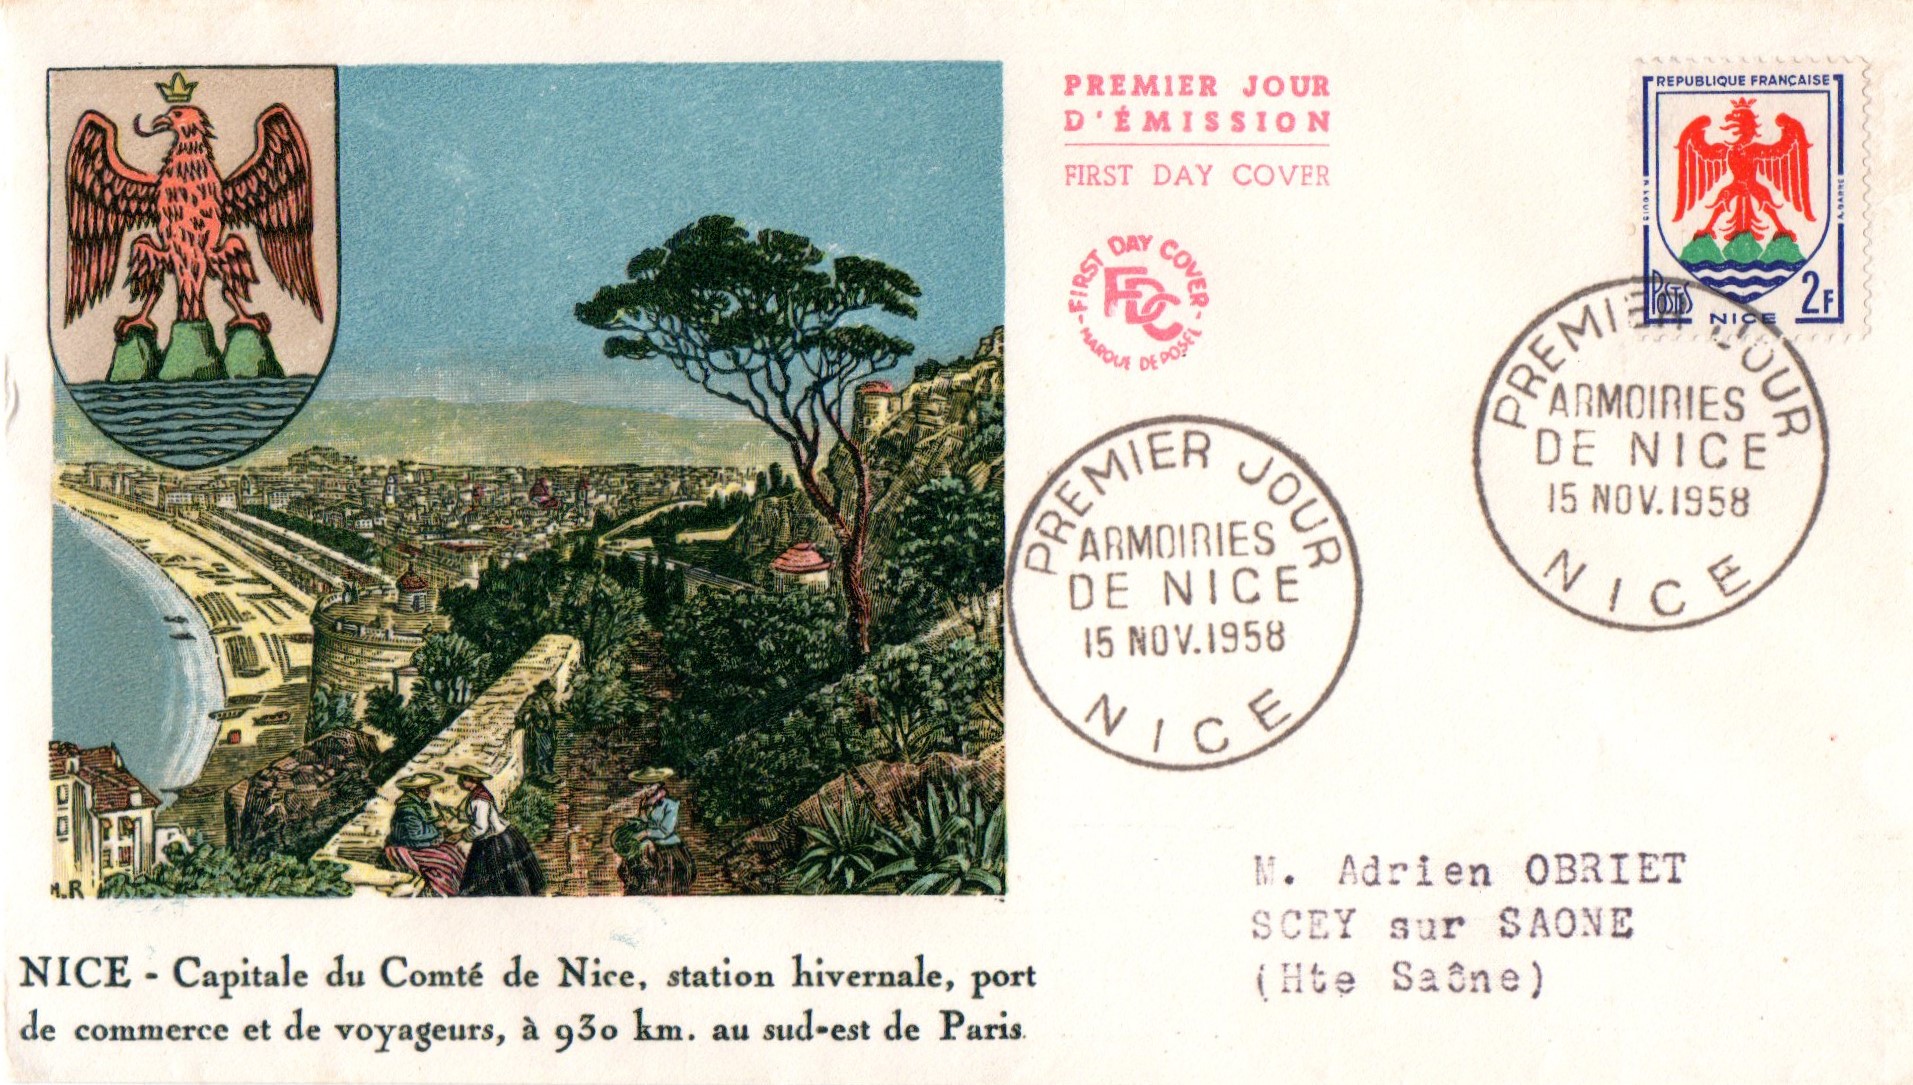 PREMIER JOUR
D'ÉMISSION
FIRST DAY COVER
FIRST DAY COVER
FDC
MARQUE DEPOSEE
REPUBLIQUE FRANÇAISE
POSTES
NICE
2F
PREMIER JOUR
ARMOIRIES
DE NICE
15 NOV.1958
NICE
PREMIER JOUR
ARMOIRIES
DE NICE
15 NOV.1958
NICE
M.R
M. Adrien OBRIET
SCEY sur SAONE
(Hte Saône)
NICE - Capitale du Comté de Nice, station hivernale, port
de commerce et de voyageurs, à 930 km. au sud-est de Paris.